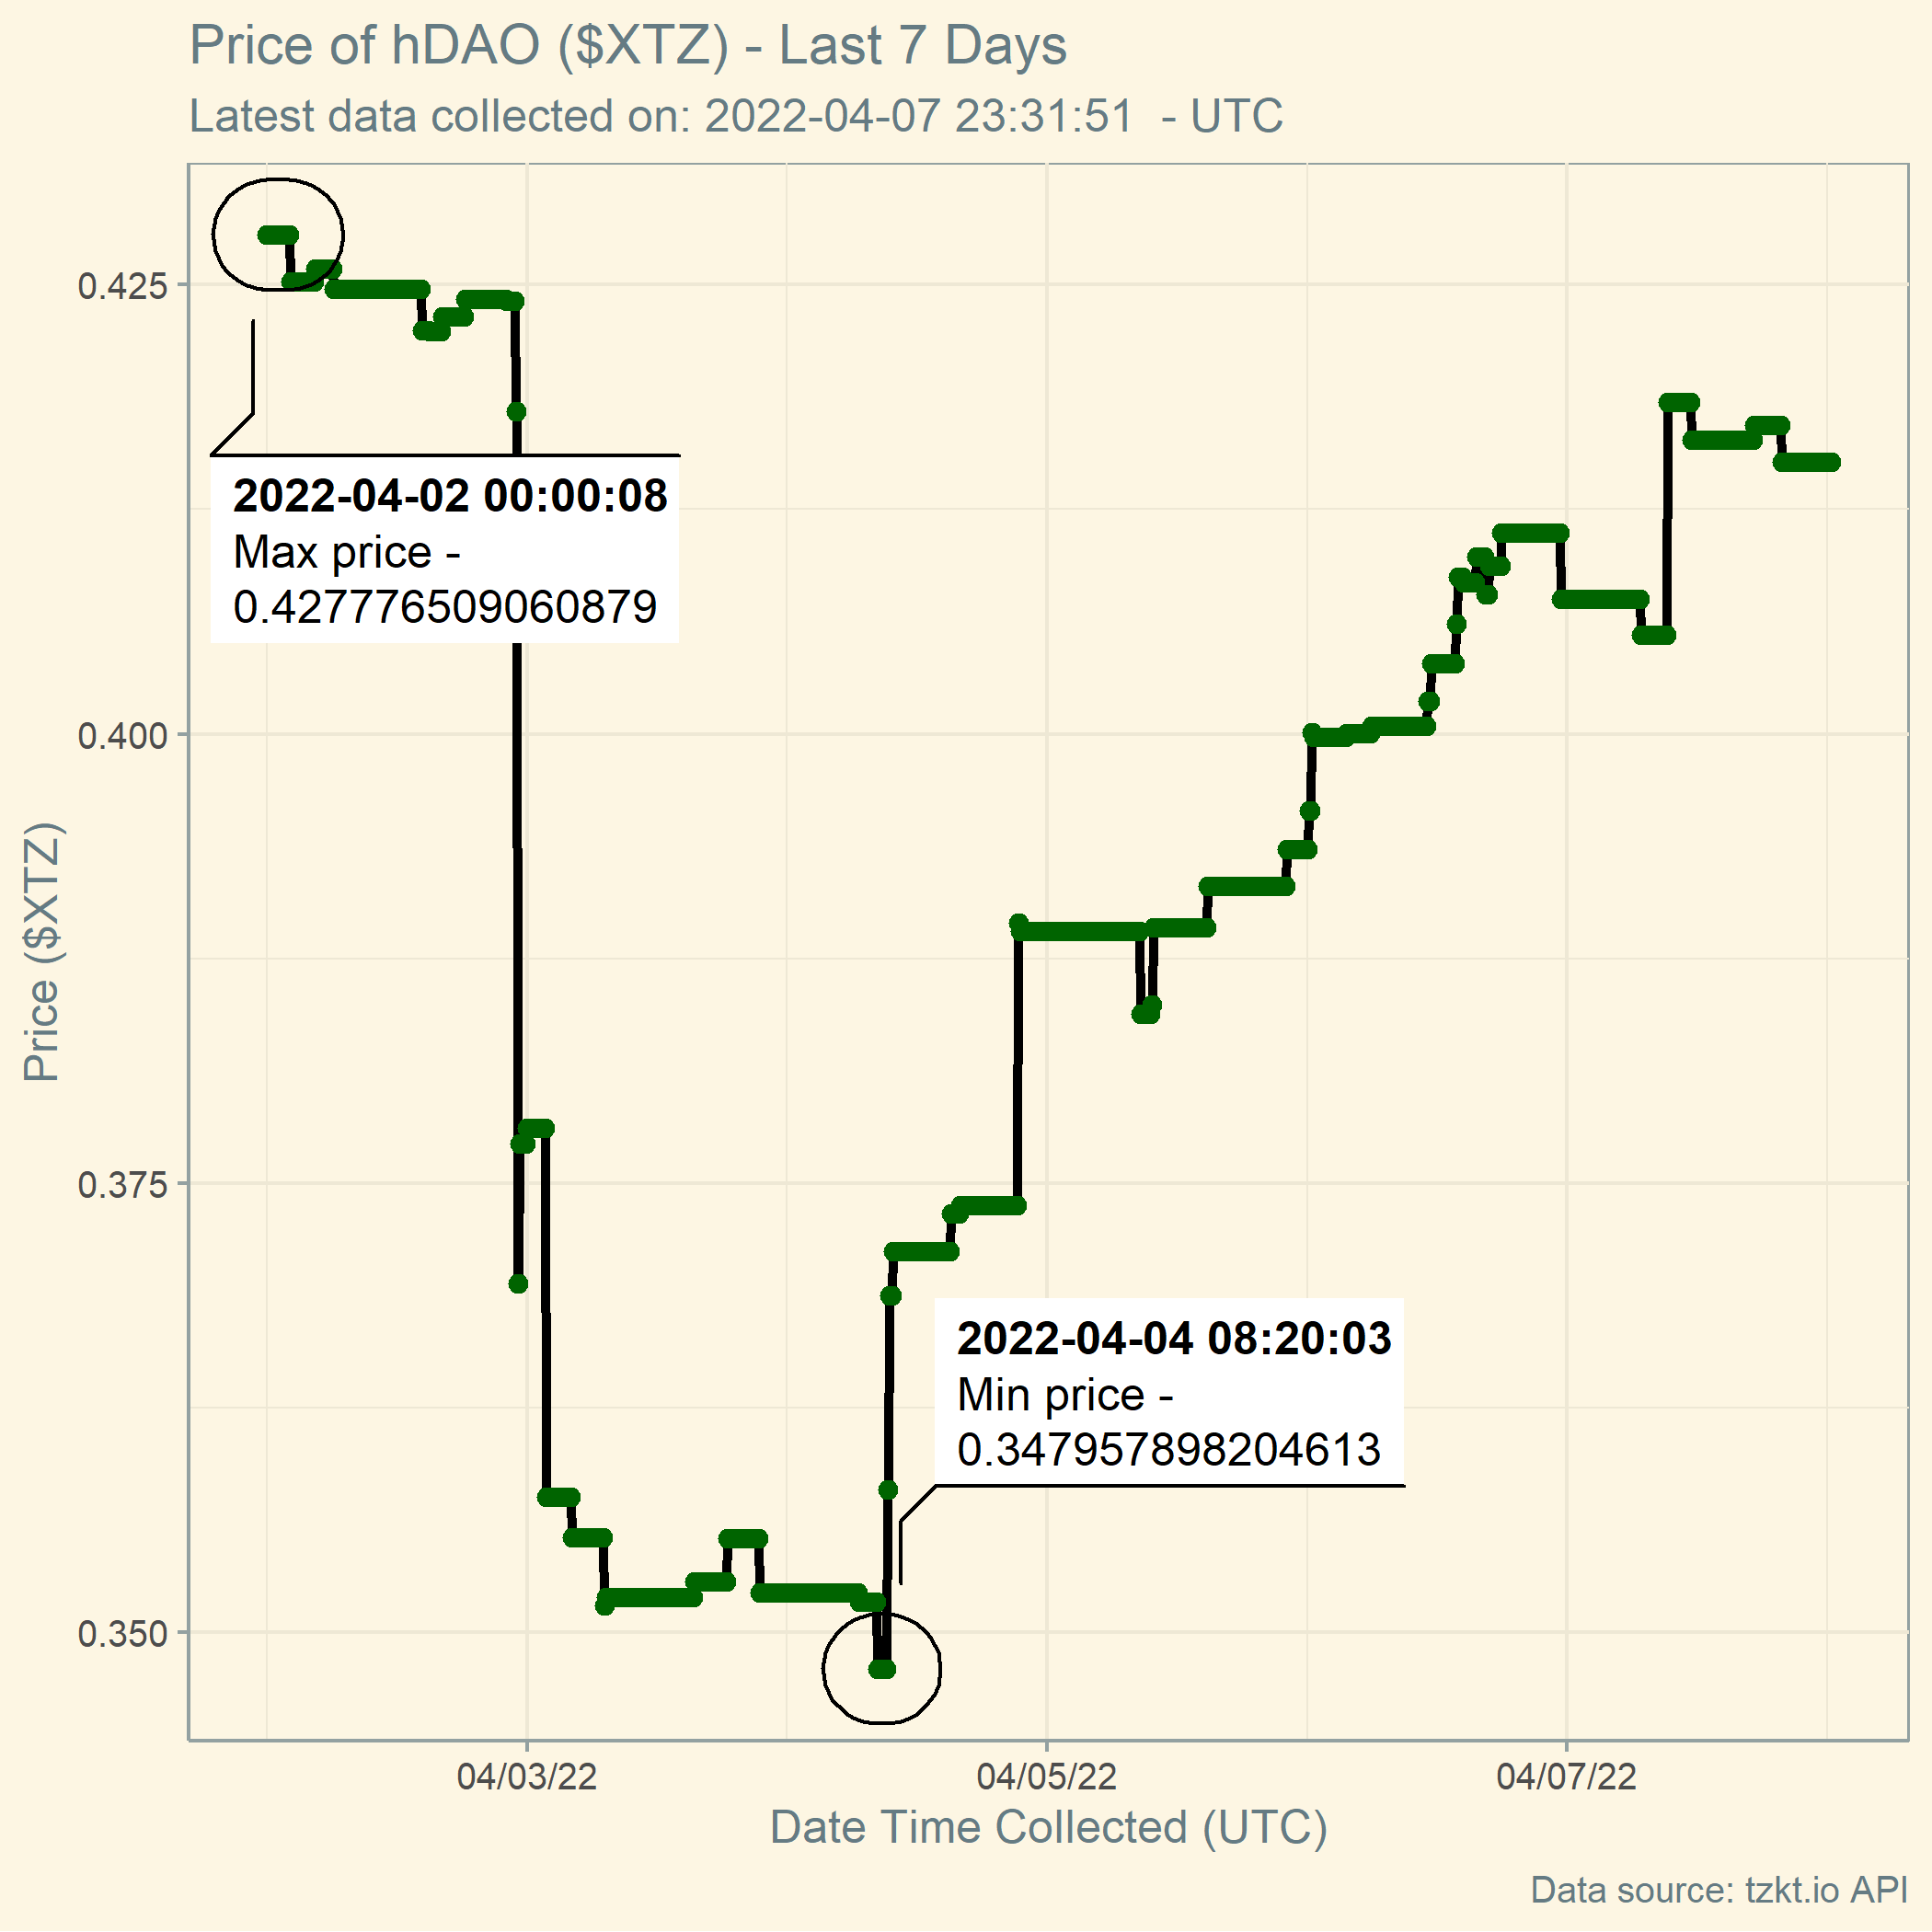 Price of hDAO ($XTZ) - Last 7 Days
Latest data collected on: 2022-04-07 23:31:51  - UTC
0.425
0.400
0.375
0.350
Price ($XTZ)
2022-04-02 00:00:08
Max price -
0.427776509060879
2022-04-04 08:20:03
Min price -
0.347957898204613
04/03/22
04/05/22
04/07/22
Date Time Collected (UTC)
Data source: tzkt.io API